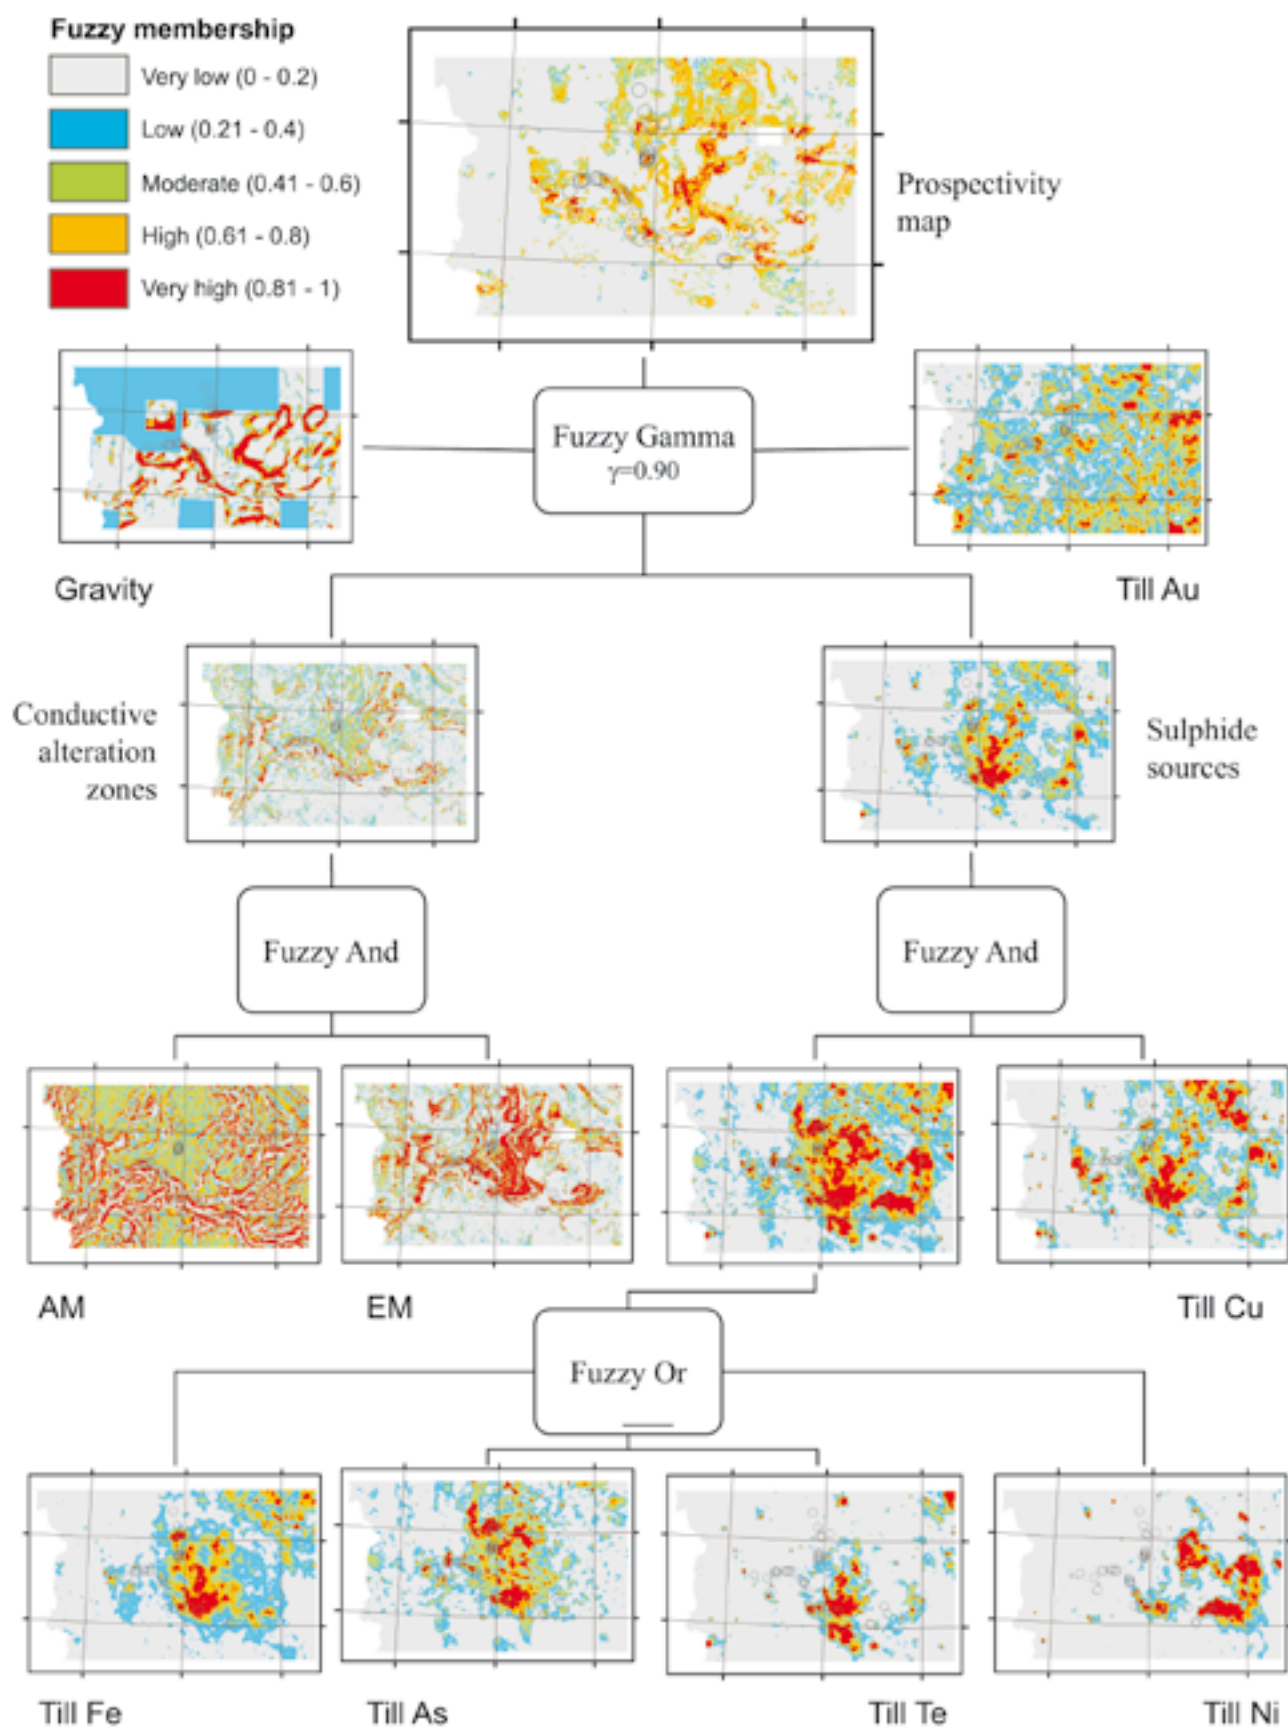 Fuzzy membership
Very low (0 - 0.2)
Low (0.21 - 0.4)
Moderate (0.41 - 0.6)
High (0.61 - 0.8)
Very high (0.81 - 1)
Prospectivity
map
Fuzzy Gamma
γ=0.90
Gravity
Till Au
Conductive
alteration
zones
Sulphide
sources
Fuzzy And
Fuzzy And
AM
EM
Till Cu
Fuzzy Or
Till Fe
Till As
Till Te
Till Ni